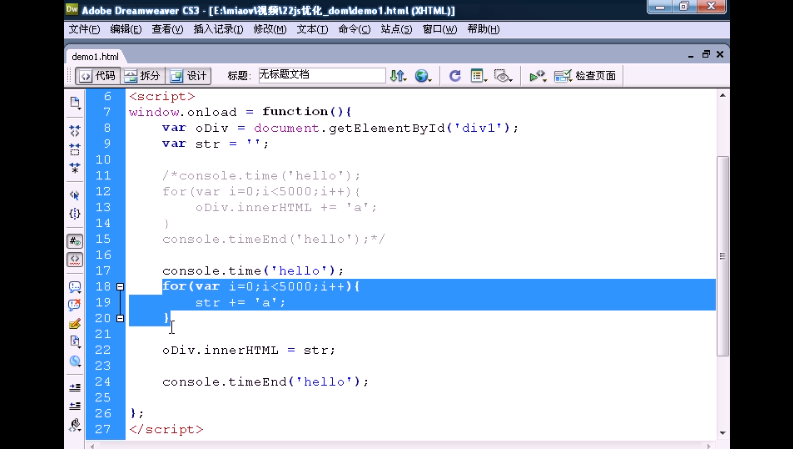 Adobe Dreamweaver CS3 - [E:\miaov\视频\22js优化_dom\demo1.html (XHTML)]
文件(F) 编辑(E) 查看(V) 插入记录(I) 修改(M) 文本(T) 命令(C) 站点(S) 窗口(W) 帮助(H)
demo1.html
代码 拆分 设计 标题: 无标题文档 检查页面
6 <script>
7 window.onload = function(){
8 var oDiv = document.getElementById('div1');
9 var str = '';
10
11 /*console.time('hello');
12 for(var i=0;i<5000;i++){
13 oDiv.innerHTML += 'a';
14 }
15 console.timeEnd('hello');*/
16
17 console.time('hello');
18 for(var i=0;i<5000;i++){
19 str += 'a';
20 }
21
22 oDiv.innerHTML = str;
23
24 console.timeEnd('hello');
25
26 };
27 </script>